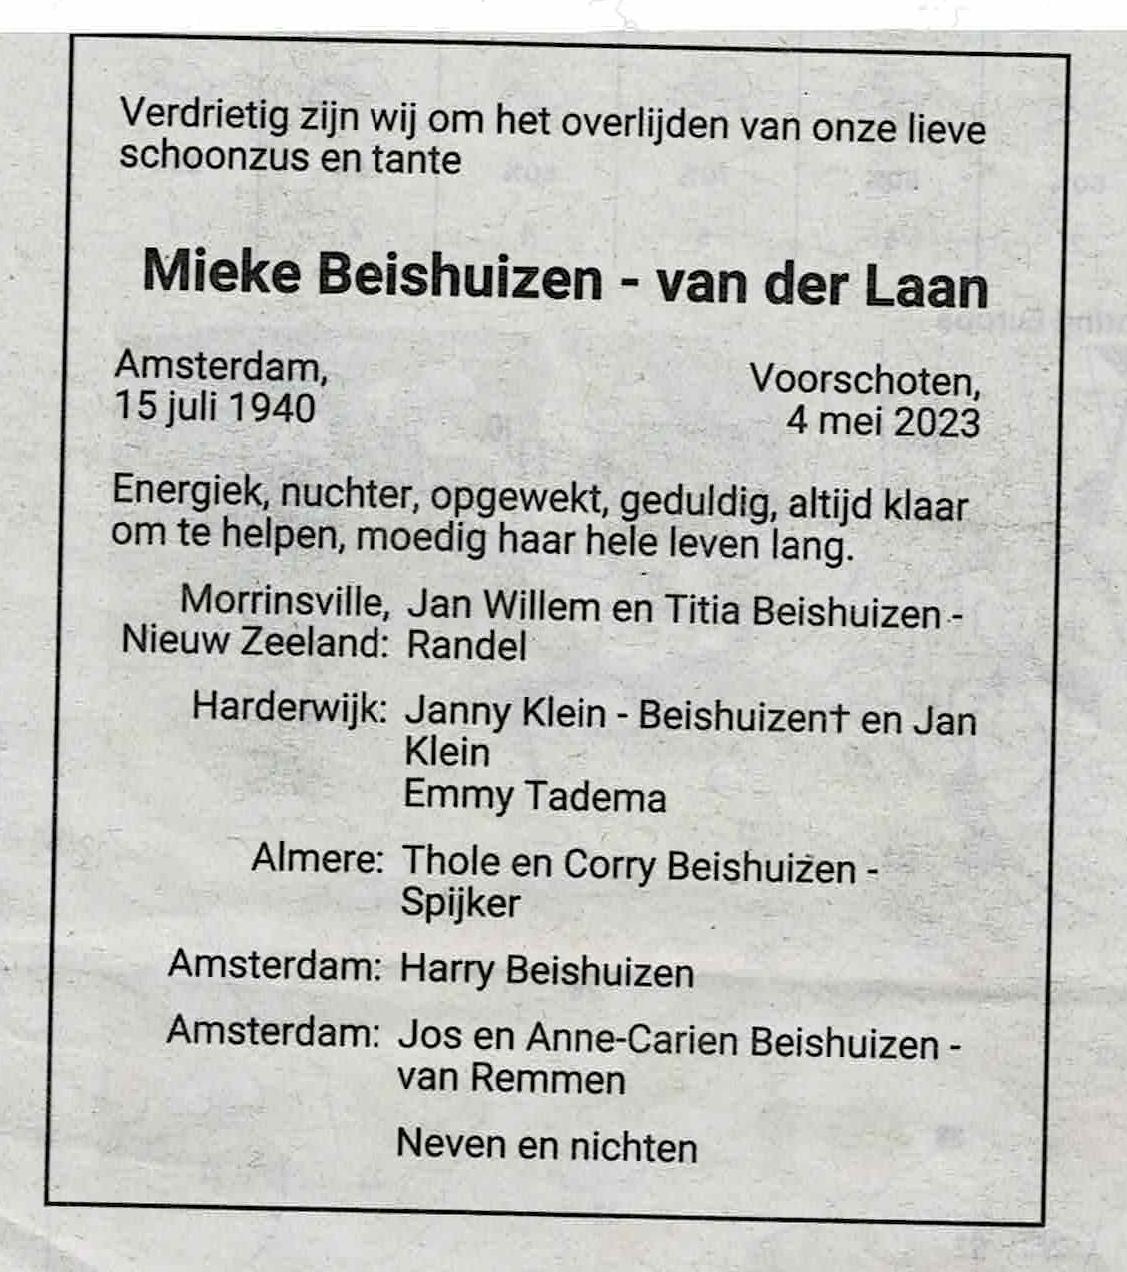 Verdrietig zijn wij om het overlijden van onze lieve
schoonzus en tante
Mieke Beishuizen - van der Laan
Amsterdam,
15 juli 1940
Voorschoten,
4 mei 2023
Energiek, nuchter, opgewekt, geduldig, altijd klaar
om te helpen, moedig haar hele leven lang.
Morrinsville, Jan Willem en Titia Beishuizen -
Nieuw Zeeland: Randel
Harderwijk: Janny Klein - Beishuizen† en Jan
Klein
Emmy Tadema
Almere: Thole en Corry Beishuizen -
Spijker
Amsterdam: Harry Beishuizen
Amsterdam: Jos en Anne-Carien Beishuizen -
van Remmen
Neven en nichten